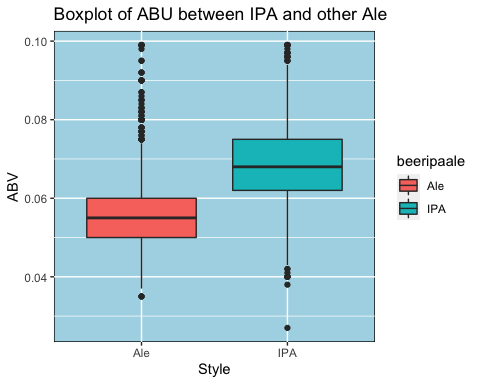 Boxplot of ABU between IPA and other Ale
0.10
0.08
0.06
0.04
ABV
Ale
IPA
Style
beeripaale
Ale
IPA